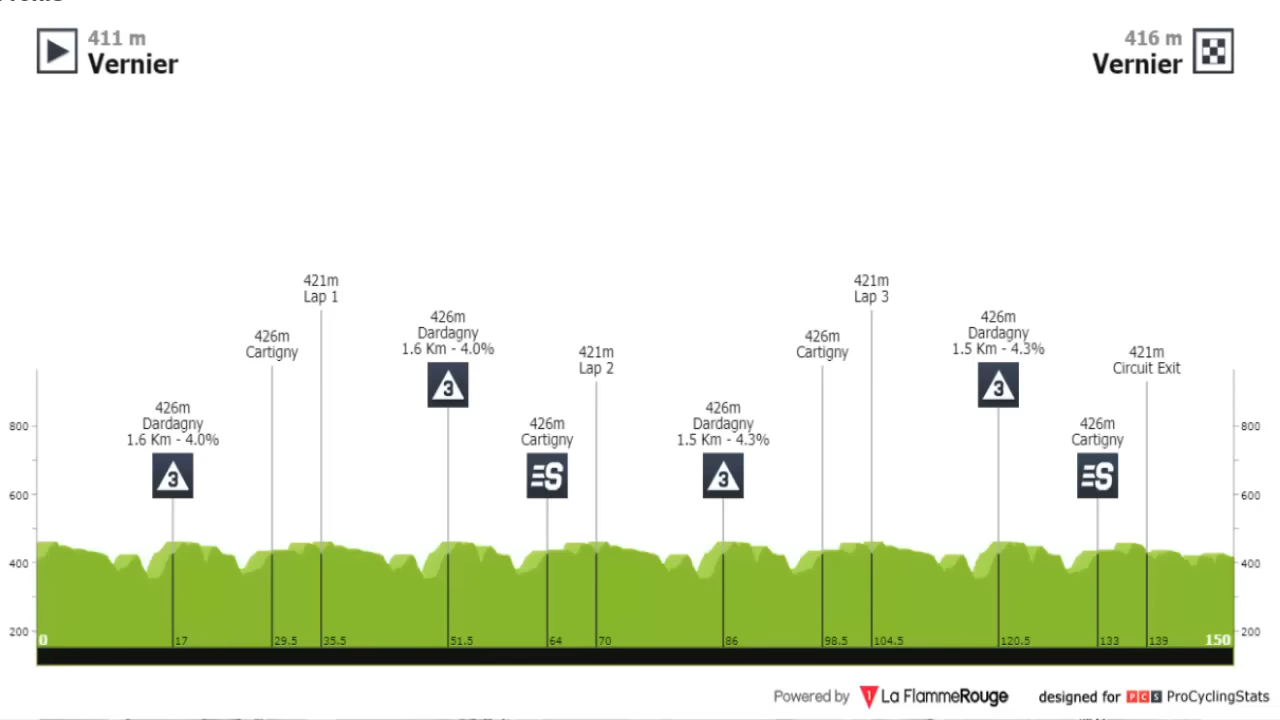 411 m
Vernier
416 m
Vernier
421m
Lap 1
421m
Lap 3
426m
Dardagny
1.6 Km - 4.0%
426m
Dardagny
1.5 Km - 4.3%
426m
Cartigny
426m
Cartigny
421m
Lap 2
421m
Circuit Exit
426m
Dardagny
1.6 Km - 4.0%
426m
Dardagny
1.5 Km - 4.3%
426m
Cartigny
426m
Cartigny
3
3
3
3
S
S
800
600
400
200
800
600
400
200
0
17
29.5
35.5
51.5
64
70
86
98.5
104.5
120.5
133
139
150
Powered by La FlammeRouge designed for PCS ProCyclingStats